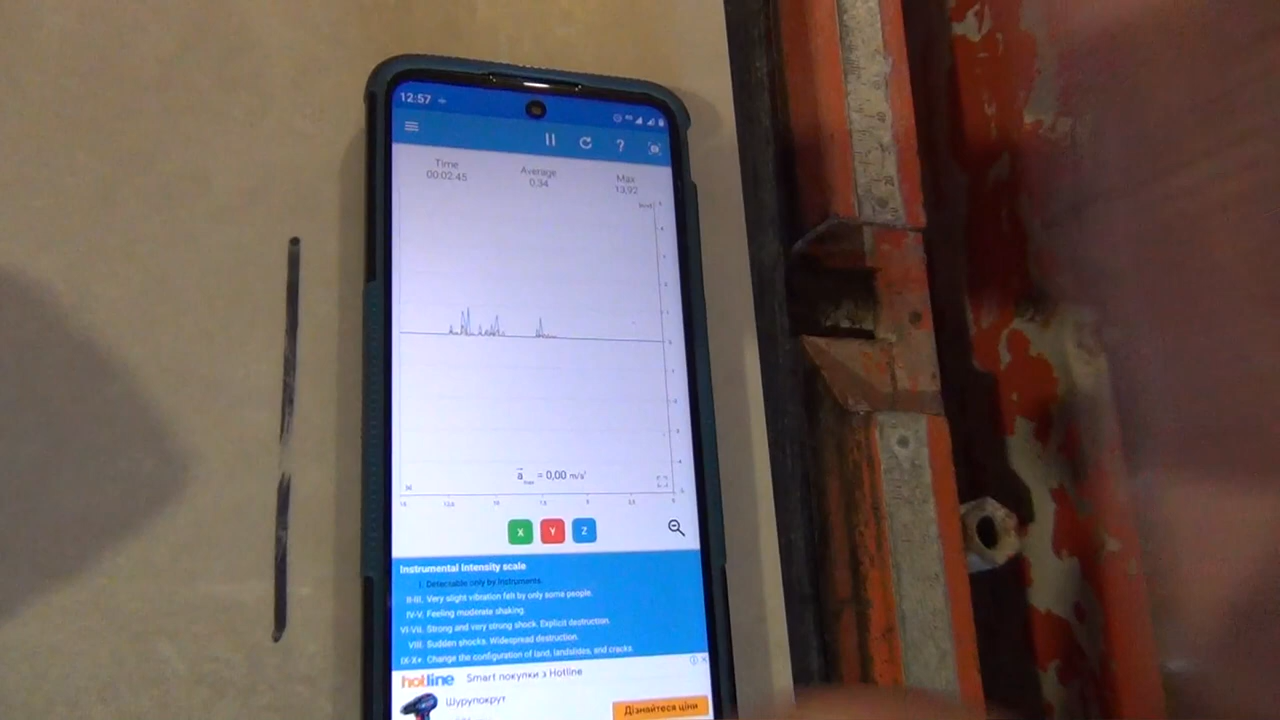 12:57
?
Time
00:02:45
Average
0,34
Max
13,92
= 0,00 m/s²
X Y Z
Instrumental Intensity scale
I. Detectable only by instruments.
II-III. Very slight vibration felt by only some people.
IV-V. Feeling moderate shaking.
VI-VII. Strong and very strong shock. Explicit destruction.
VIII. Sudden shocks. Widespread destruction.
IX-X+. Change the configuration of land, landslides, and cracks.
hotline Smart покупки з Hotline
Шурупокрут
Дізнайтеся ціни